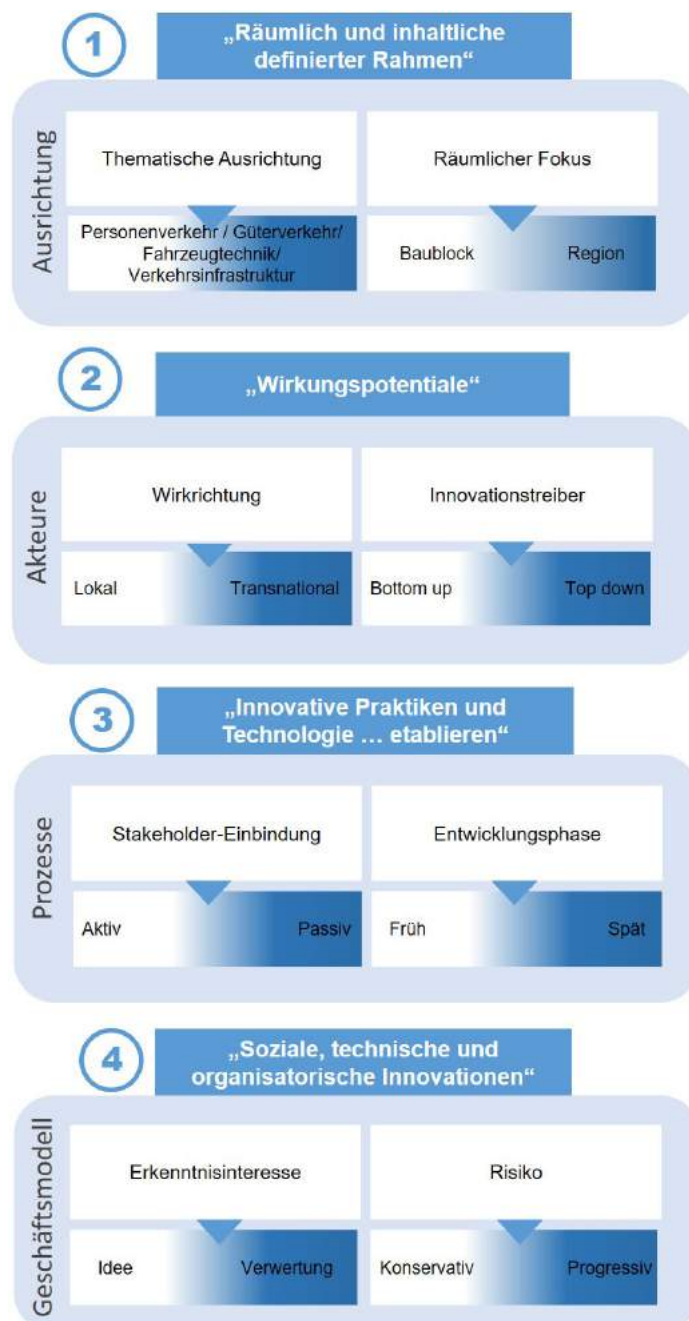 1
„Räumlich und inhaltliche
definierter Rahmen“
Ausrichtung
Thematische Ausrichtung
Räumlicher Fokus
Personenverkehr / Güterverkehr/
Fahrzeugtechnik/
Verkehrsinfrastruktur
Baublock
Region
2
„Wirkungspotentiale“
Akteure
Wirkrichtung
Innovationstreiber
Lokal
Transnational
Bottom up
Top down
3
„Innovative Praktiken und
Technologie ... etablieren“
Prozesse
Stakeholder-Einbindung
Entwicklungsphase
Aktiv
Passiv
Früh
Spät
4
„Soziale, technische und
organisatorische Innovationen“
Geschäftsmodell
Erkenntnisinteresse
Risiko
Idee
Verwertung
Konservativ
Progressiv